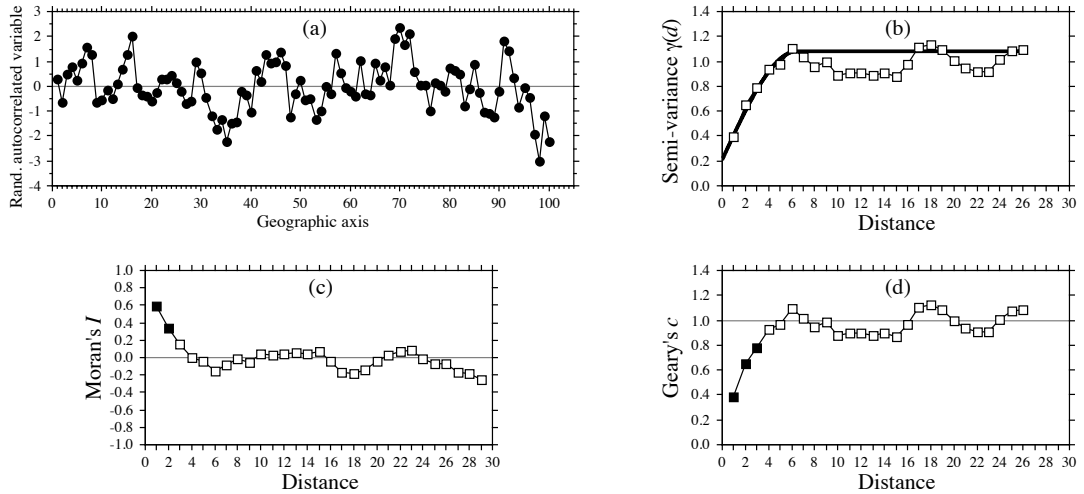 (a)
Rand. autocorrelated variable
3
2
1
0
-1
-2
-3
-4
0 10 20 30 40 50 60 70 80 90 100
Geographic axis
(b)
Semi-variance γ(d)
1.4
1.2
1.0
0.8
0.6
0.4
0.2
0.0
0 2 4 6 8 10 12 14 16 18 20 22 24 26 30
Distance
(c)
Moran's I
1.0
0.8
0.6
0.4
0.2
0.0
-0.2
-0.4
-0.6
-0.8
-1.0
0 2 4 6 8 10 12 14 16 18 20 22 24 26 28 30
Distance
(d)
Geary's c
1.4
1.2
1.0
0.8
0.6
0.4
0.2
0.0
0 2 4 6 8 10 12 14 16 18 20 22 24 26 30
Distance